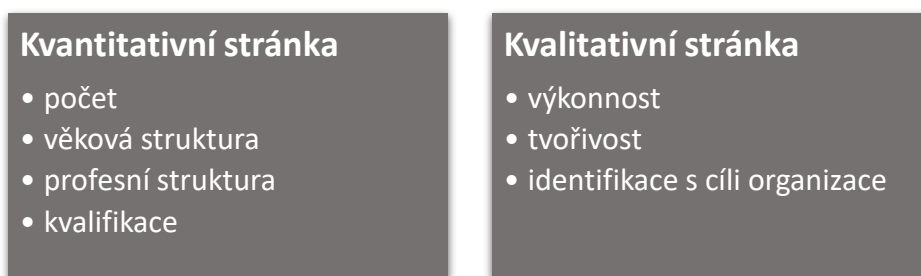 Kvantitativní stránka
• počet
• věková struktura
• profesní struktura
• kvalifikace
Kvalitativní stránka
• výkonnost
• tvořivost
• identifikace s cíli organizace